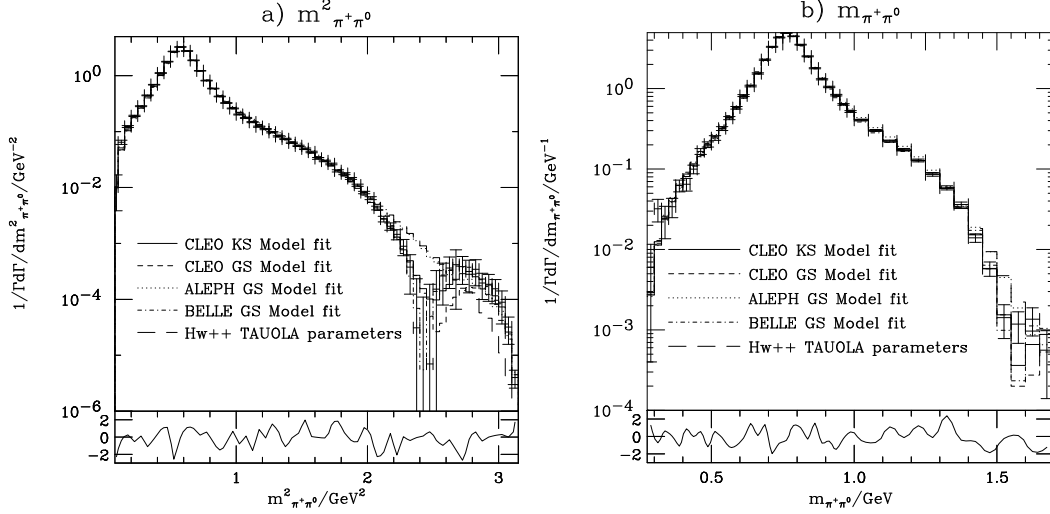 a) m²π⁺π⁰
1/ΓdΓ/dm²π⁺π⁰/GeV⁻²
10⁰
10⁻²
10⁻⁴
10⁻⁶
CLEO KS Model fit
CLEO GS Model fit
ALEPH GS Model fit
BELLE GS Model fit
Hw++ TAUOLA parameters
2
0
−2
1 2 3
m²π⁺π⁰/GeV²
b) mπ⁺π⁰
1/ΓdΓ/dmπ⁺π⁰/GeV⁻¹
10⁰
10⁻¹
10⁻²
10⁻³
10⁻⁴
CLEO KS Model fit
CLEO GS Model fit
ALEPH GS Model fit
BELLE GS Model fit
Hw++ TAUOLA parameters
2
0
−2
0.5 1.0 1.5
mπ⁺π⁰/GeV